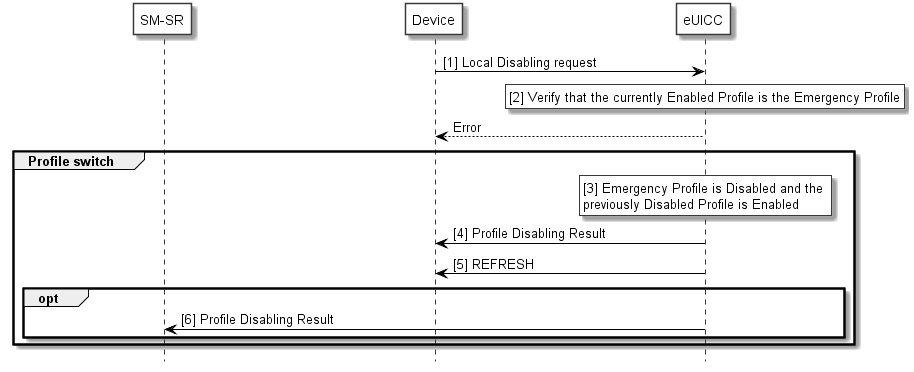 SM-SR
Device
eUICC
[1] Local Disabling request
[2] Verify that the currently Enabled Profile is the Emergency Profile
Error
Profile switch
[3] Emergency Profile is Disabled and the
previously Disabled Profile is Enabled
[4] Profile Disabling Result
[5] REFRESH
opt
[6] Profile Disabling Result